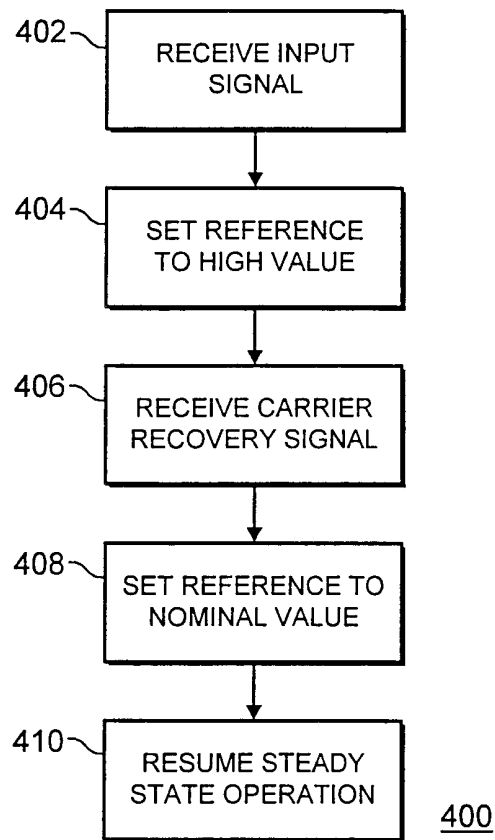 402
RECEIVE INPUT
SIGNAL
404
SET REFERENCE
TO HIGH VALUE
406
RECEIVE CARRIER
RECOVERY SIGNAL
408
SET REFERENCE TO
NOMINAL VALUE
410
RESUME STEADY
STATE OPERATION
400